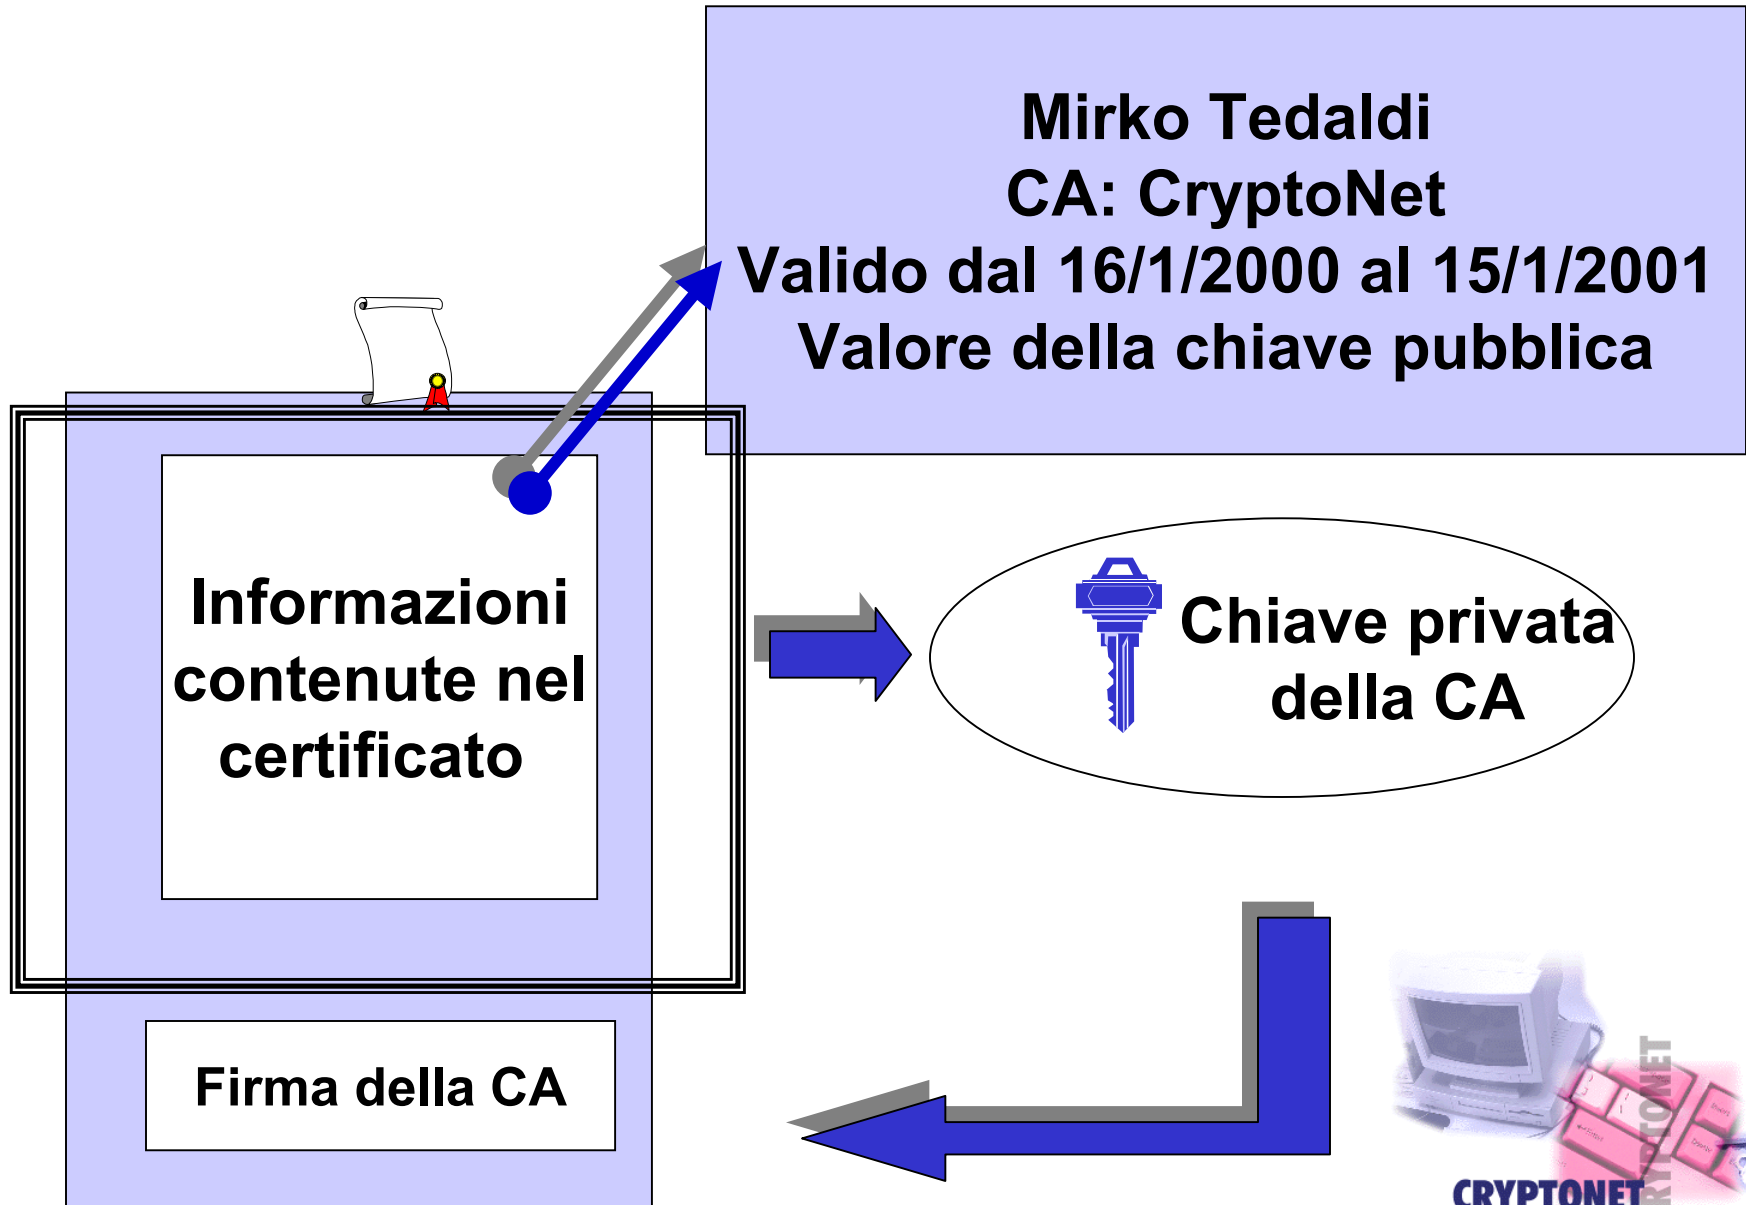 Mirko Tedaldi
CA: CryptoNet
Valido dal 16/1/2000 al 15/1/2001
Valore della chiave pubblica
Informazioni
contenute nel
certificato
Chiave privata
della CA
Firma della CA
CRYPTONET